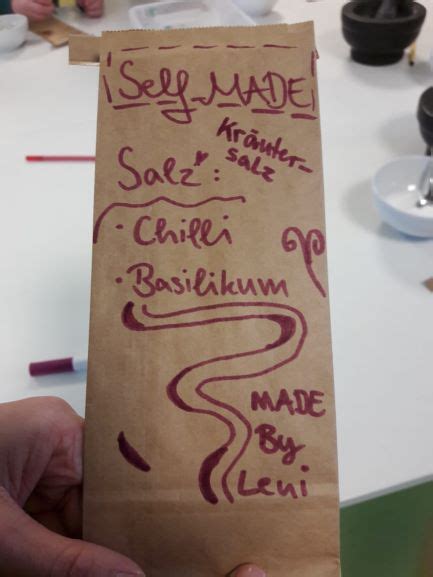 Self MADE
Kräuter-
salz
Salz:
· Chilli
· Basilikum
MADE
By
Leni